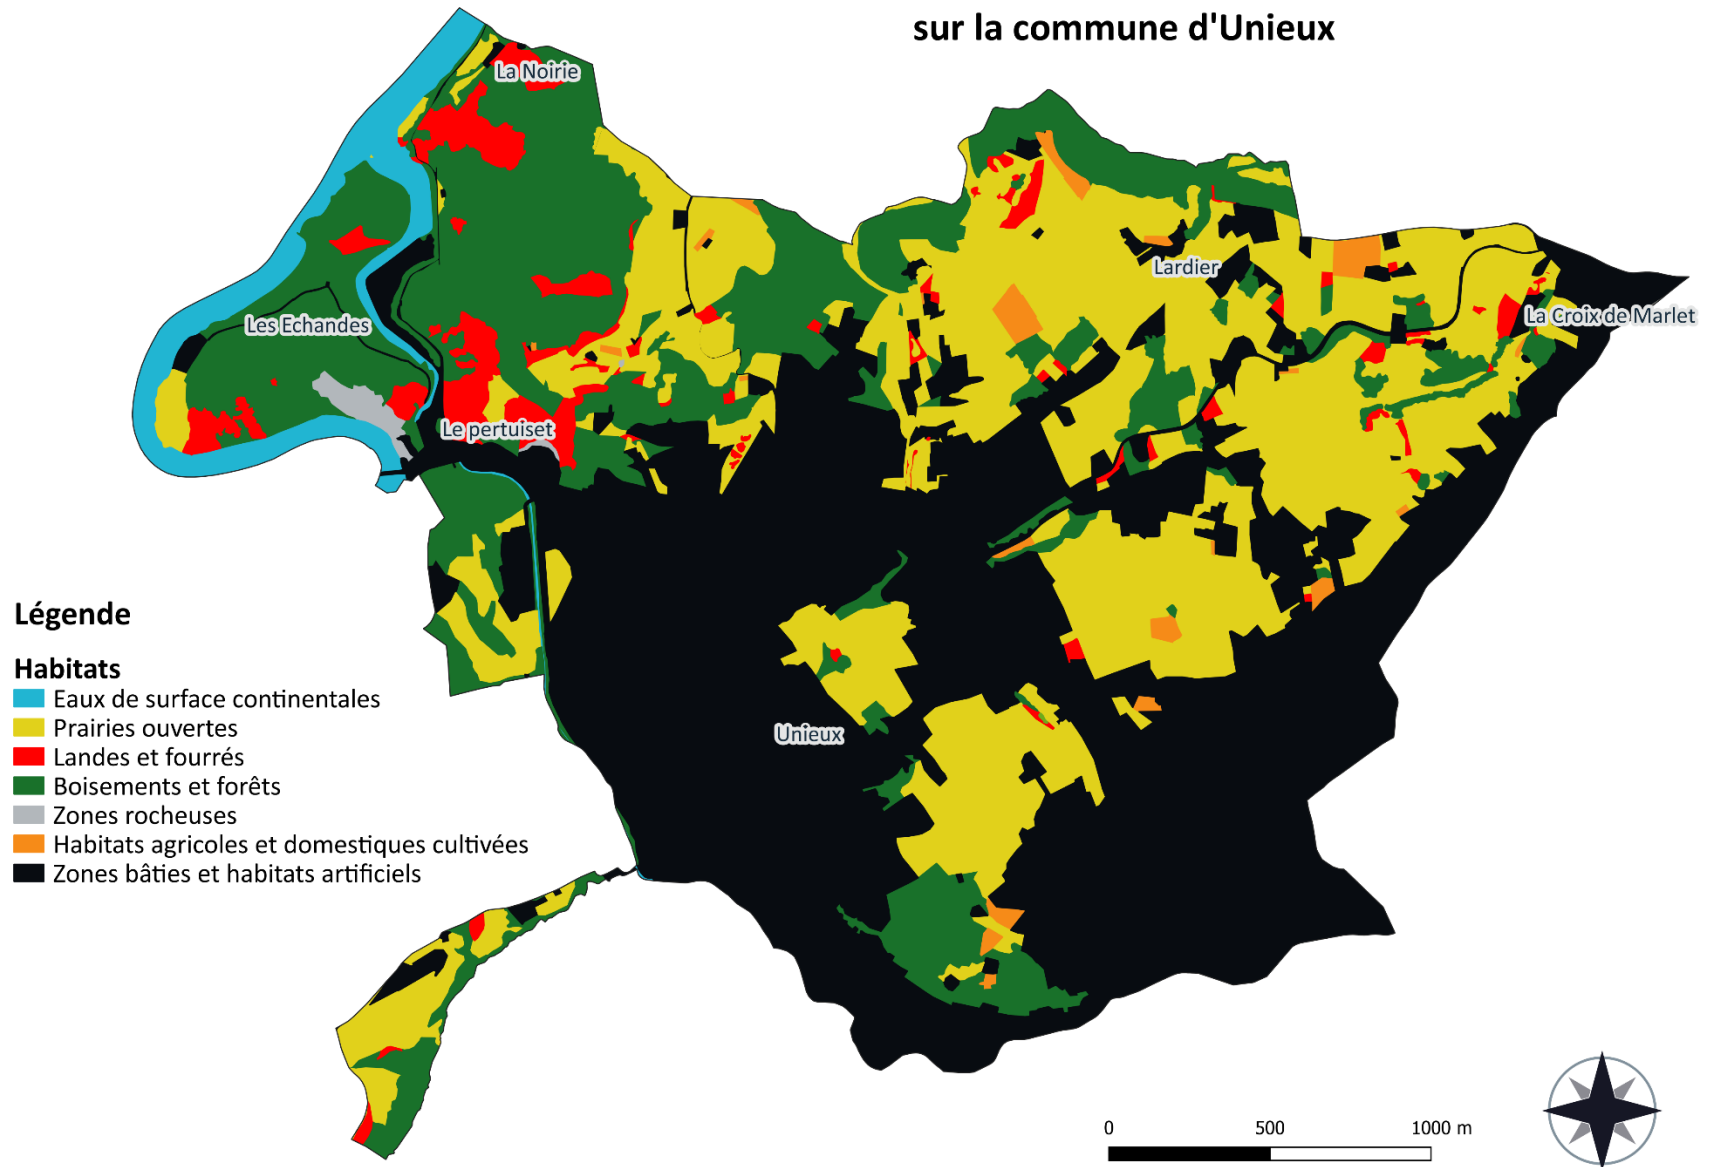 sur la commune d'Unieux
La Noirie
Lardier
La Croix de Marlet
Les Echandes
Le pertuiset
Unieux
Légende
Habitats
Eaux de surface continentales
Prairies ouvertes
Landes et fourrés
Boisements et forêts
Zones rocheuses
Habitats agricoles et domestiques cultivées
Zones bâties et habitats artificiels
0 500 1000 m